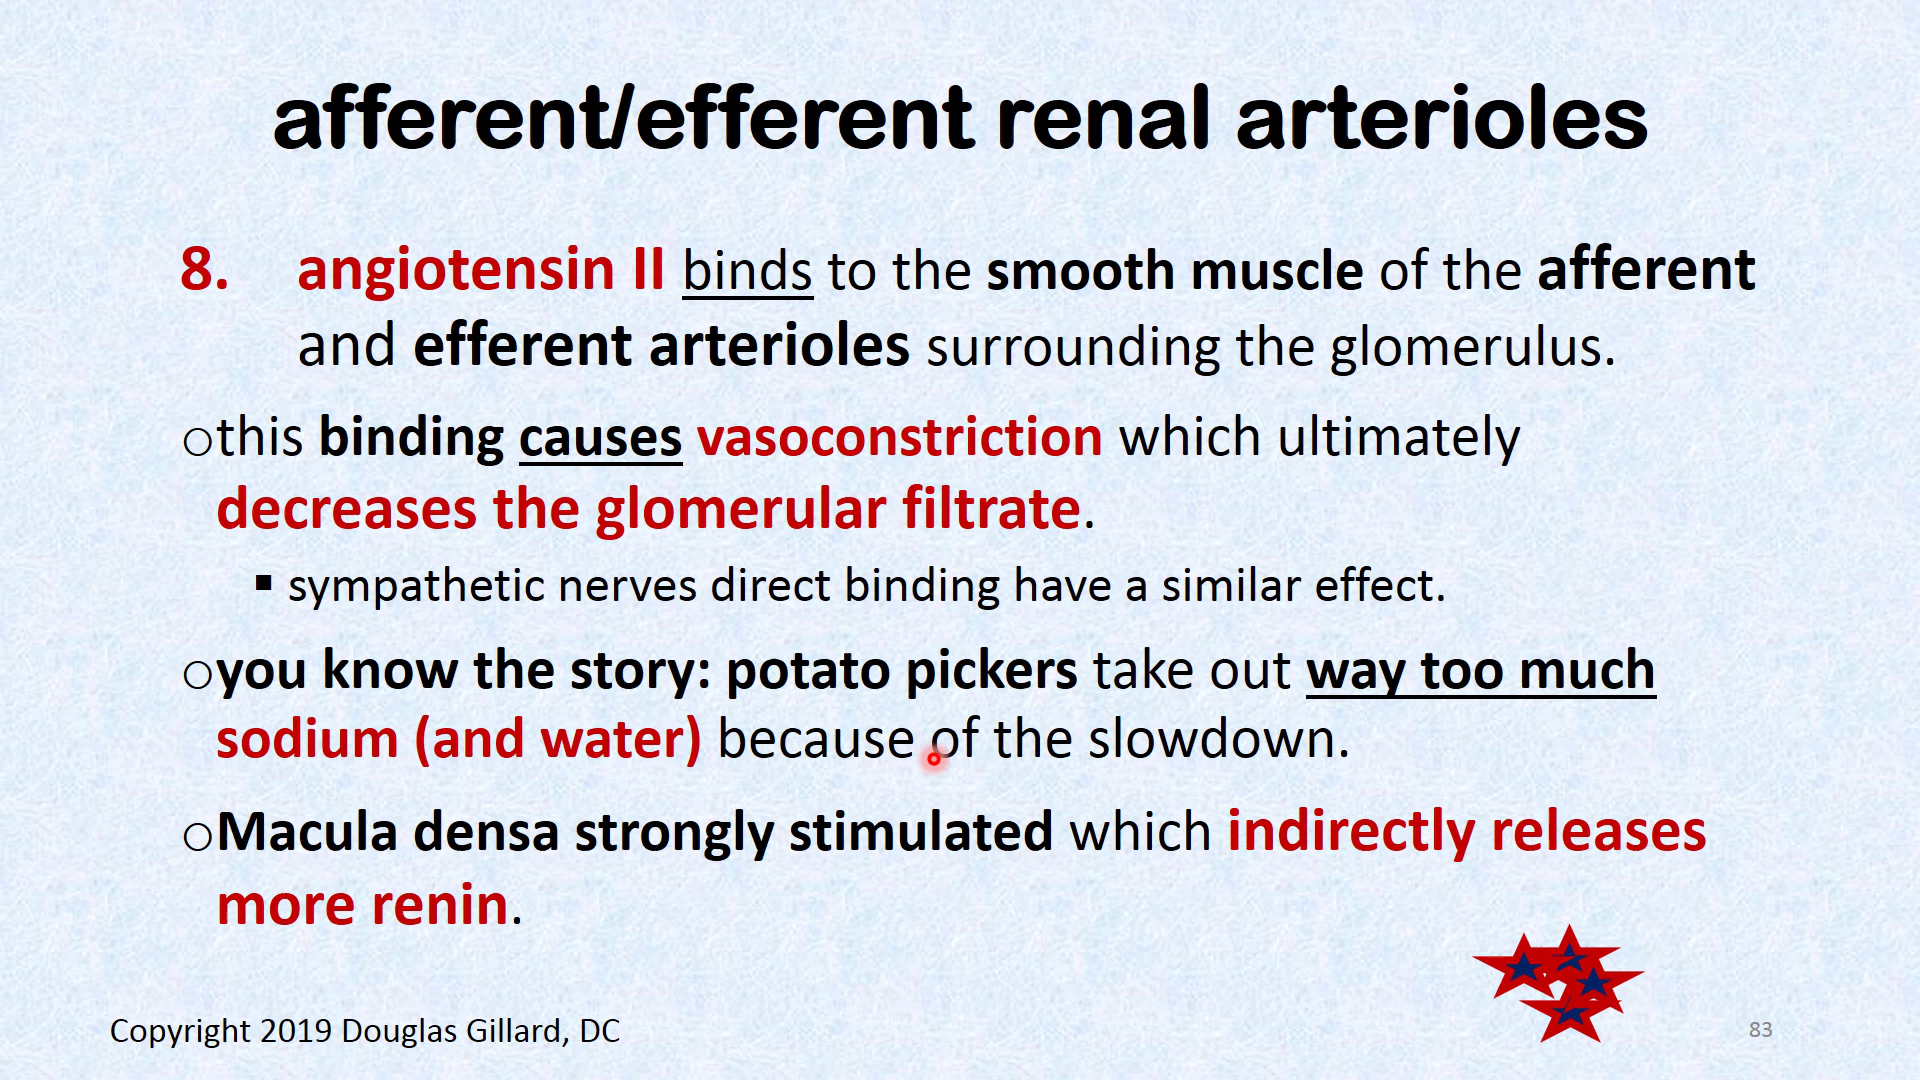 afferent/efferent renal arterioles
8. angiotensin II binds to the smooth muscle of the afferent
and efferent arterioles surrounding the glomerulus.
this binding causes vasoconstriction which ultimately
decreases the glomerular filtrate.
sympathetic nerves direct binding have a similar effect.
you know the story: potato pickers take out way too much
sodium (and water) because of the slowdown.
Macula densa strongly stimulated which indirectly releases
more renin.
Copyright 2019 Douglas Gillard, DC
83